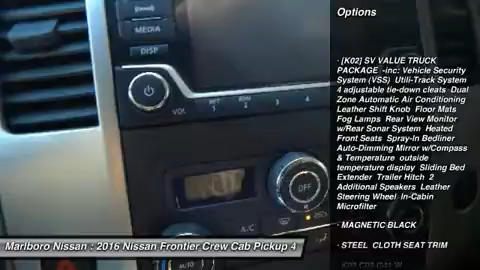 MEDIA
DISP
VOL
1
2
3
4
OFF
A/C
AUTO
Marlboro Nissan : 2016 Nissan Frontier Crew Cab Pickup 4
Options
· [K02] SV VALUE TRUCK
PACKAGE -inc: Vehicle Security
System (VSS) Utili-Track System
4 adjustable tie-down cleats Dual
Zone Automatic Air Conditioning
Leather Shift Knob Floor Mats
Fog Lamps Rear View Monitor
w/Rear Sonar System Heated
Front Seats Spray-In Bedliner
Auto-Dimming Mirror w/Compass
& Temperature outside
temperature display Sliding Bed
Extender Trailer Hitch 2
Additional Speakers Leather
Steering Wheel In-Cabin
Microfilter
· MAGNETIC BLACK
· STEEL CLOTH SEAT TRIM